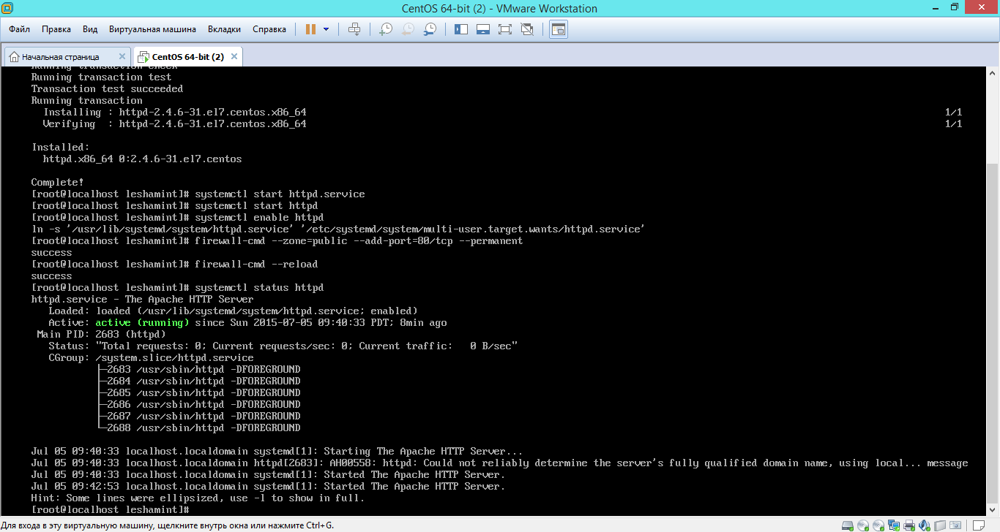 CentOS 64-bit (2) - VMware Workstation
Файл Правка Вид Виртуальная машина Вкладки Справка
Начальная страница CentOS 64-bit (2)
Running transaction check
Running transaction test
Transaction test succeeded
Running transaction
Installing : httpd-2.4.6-31.el7.centos.x86_64 1/1
Verifying : httpd-2.4.6-31.el7.centos.x86_64 1/1
Installed:
httpd.x86_64 0:2.4.6-31.el7.centos
Complete!
[root@localhost leshamint]# systemctl start httpd.service
[root@localhost leshamint]# systemctl start httpd
[root@localhost leshamint]# systemctl enable httpd
ln -s '/usr/lib/systemd/system/httpd.service' '/etc/systemd/system/multi-user.target.wants/httpd.service'
[root@localhost leshamint]# firewall-cmd --zone=public --add-port=80/tcp --permanent
success
[root@localhost leshamint]# firewall-cmd --reload
success
[root@localhost leshamint]# systemctl status httpd
httpd.service - The Apache HTTP Server
Loaded: loaded (/usr/lib/systemd/system/httpd.service; enabled)
Active: active (running) since Sun 2015-07-05 09:40:33 PDT; 8min ago
Main PID: 2683 (httpd)
Status: "Total requests: 0; Current requests/sec: 0; Current traffic: 0 B/sec"
CGroup: /system.slice/httpd.service
├─2683 /usr/sbin/httpd -DFOREGROUND
├─2684 /usr/sbin/httpd -DFOREGROUND
├─2685 /usr/sbin/httpd -DFOREGROUND
├─2686 /usr/sbin/httpd -DFOREGROUND
├─2687 /usr/sbin/httpd -DFOREGROUND
└─2688 /usr/sbin/httpd -DFOREGROUND
Jul 05 09:40:33 localhost.localdomain systemd[1]: Starting The Apache HTTP Server...
Jul 05 09:40:33 localhost.localdomain httpd[2683]: AH00558: httpd: Could not reliably determine the server's fully qualified domain name, using local... message
Jul 05 09:40:33 localhost.localdomain systemd[1]: Started The Apache HTTP Server.
Jul 05 09:42:53 localhost.localdomain systemd[1]: Started The Apache HTTP Server.
Hint: Some lines were ellipsized, use -l to show in full.
[root@localhost leshamint]#
Для входа в эту виртуальную машину, щелкните внутрь окна или нажмите Ctrl+G.